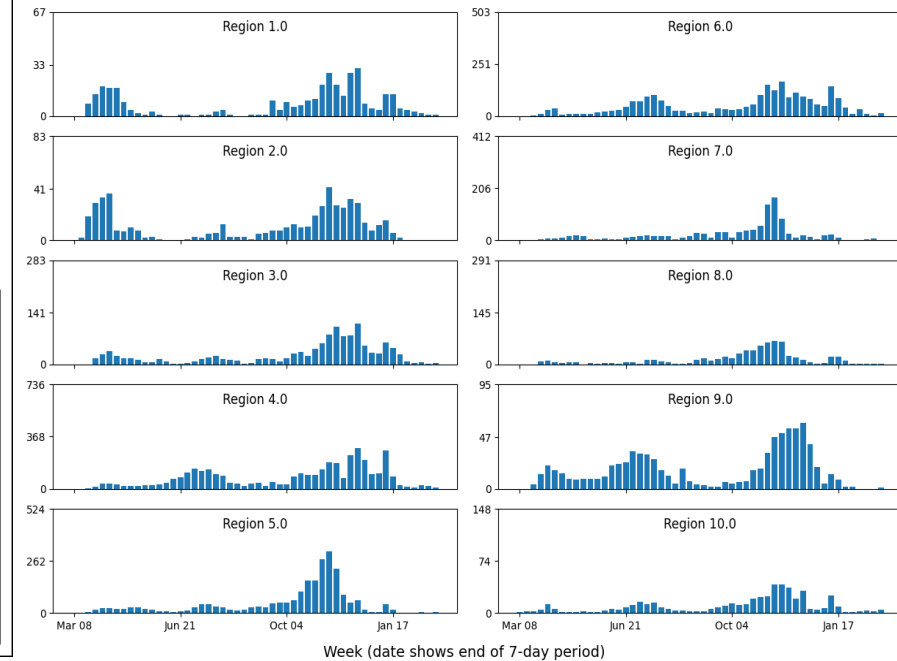 67
33
0
Region 1.0
503
251
0
Region 6.0
83
41
0
Region 2.0
412
206
0
Region 7.0
283
141
0
Region 3.0
291
145
0
Region 8.0
736
368
0
Region 4.0
95
47
0
Region 9.0
524
262
0
Region 5.0
148
74
0
Region 10.0
Mar 08 Jun 21 Oct 04 Jan 17
Mar 08 Jun 21 Oct 04 Jan 17
Week (date shows end of 7-day period)